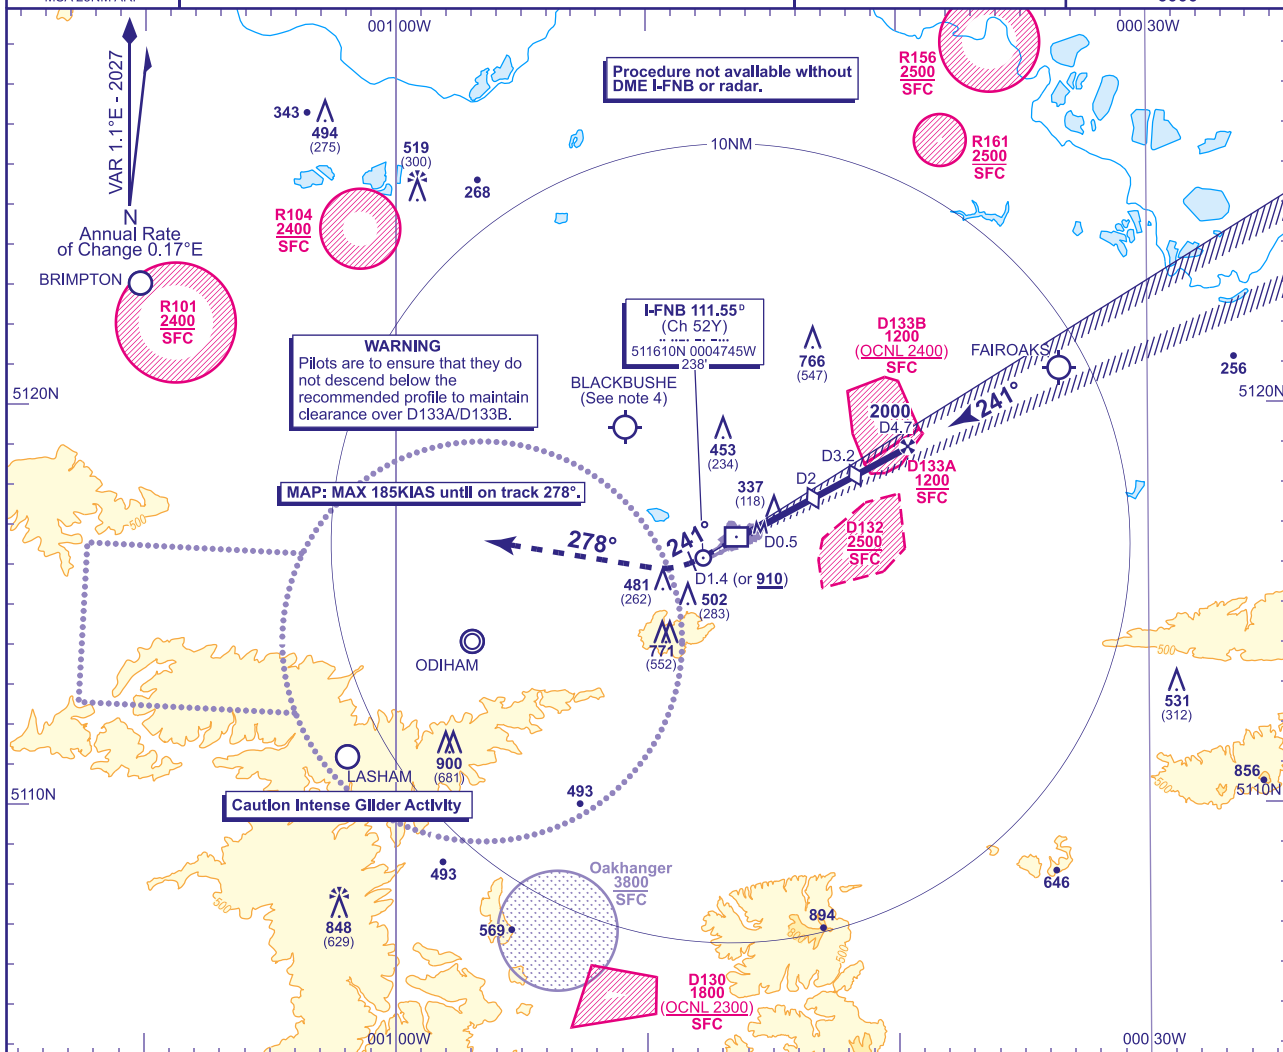 001 00W
000 30W
VAR 1.1°E - 2027
N
Annual Rate
of Change 0.17°E
Procedure not available without
DME I-FNB or radar.
R156
2500
SFC
R161
2500
SFC
343
494
(275)
519
(300)
268
10NM
R104
2400
SFC
BRIMPTON
R101
2400
SFC
I-FNB 111.55ᴰ
(Ch 52Y)
511610N 0004745W
238'
WARNING
Pilots are to ensure that they do
not descend below the
recommended profile to maintain
clearance over D133A/D133B.
766
(547)
D133B
1200
(OCNL 2400)
SFC
FAIROAKS
256
5120N
5120N
BLACKBUSHE
(See note 4)
241°
2000
D4.7
453
(234)
D3.2
D133A
1200
SFC
D2
337
(118)
MAP: MAX 185KIAS until on track 278°.
500
D132
2500
SFC
D0.5
241°
278°
D1.4 (or 910)
481
(262)
502
(283)
771
(552)
ODIHAM
500
531
(312)
900
(681)
LASHAM
856
5110N
5110N
493
Caution Intense Glider Activity
493
Oakhanger
3800
SFC
646
848
(629)
569
894
500
D130
1800
(OCNL 2300)
SFC
001 00W
000 30W